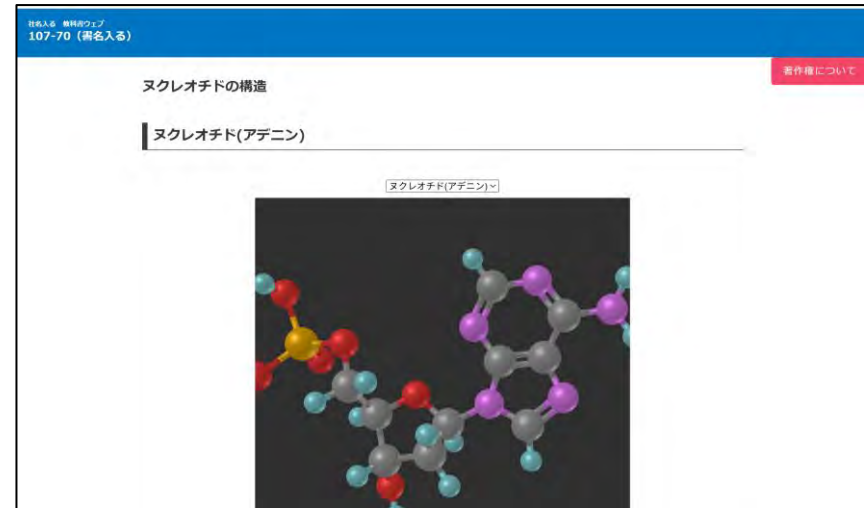 社名入る 教科書ウェブ
107-70（書名入る）
著作権について
ヌクレオチドの構造
ヌクレオチド(アデニン)
ヌクレオチド(アデニン)